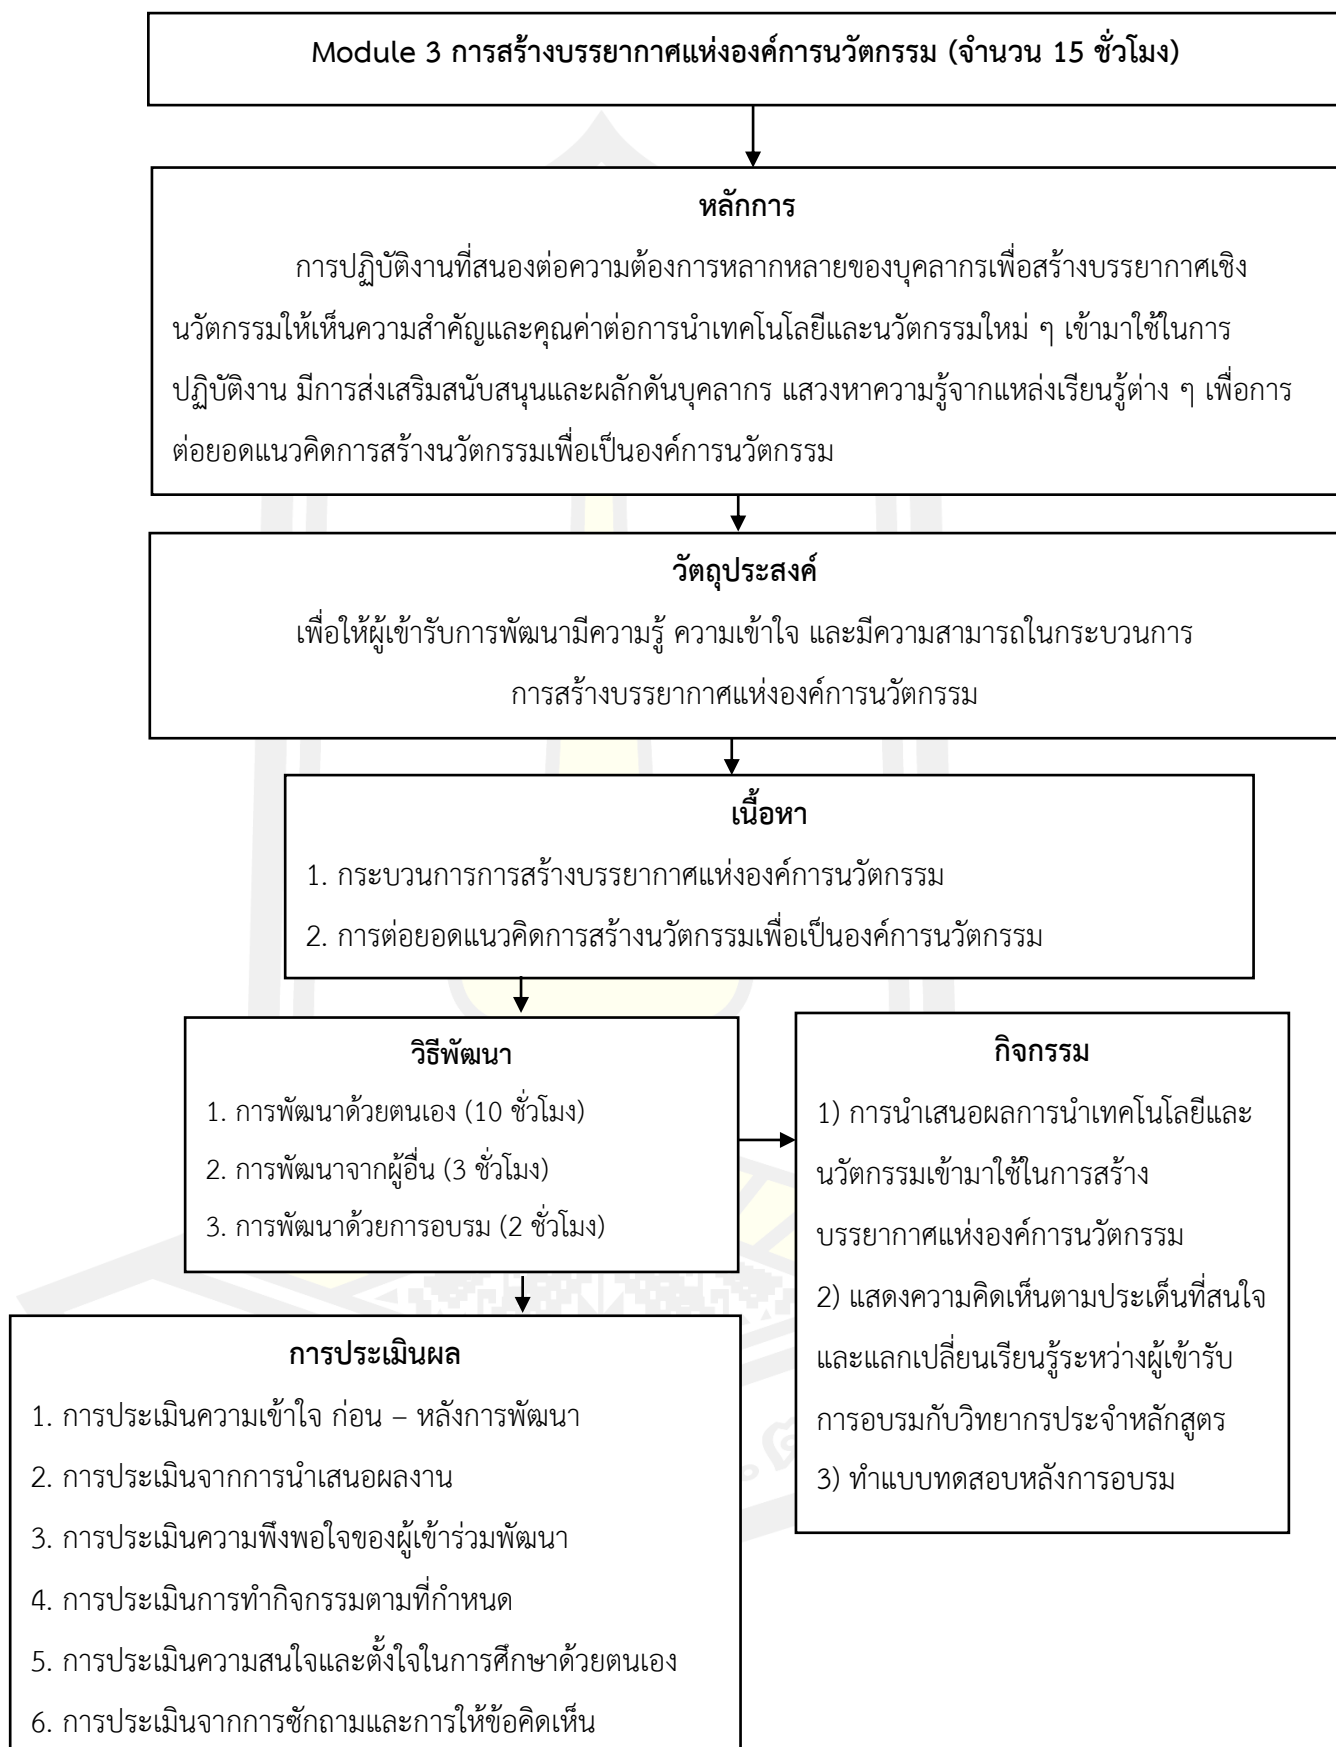 Module 3 การสร้างบรรยากาศแห่งองค์การนวัตกรรม (จำนวน 15 ชั่วโมง)
หลักการ
การปฏิบัติงานที่สนองต่อความต้องการหลากหลายของบุคลากรเพื่อสร้างบรรยากาศเชิง
นวัตกรรมให้เห็นความสำคัญและคุณค่าต่อการนำเทคโนโลยีและนวัตกรรมใหม่ ๆ เข้ามาใช้ในการ
ปฏิบัติงาน มีการส่งเสริมสนับสนุนและผลักดันบุคลากร แสวงหาความรู้จากแหล่งเรียนรู้ต่าง ๆ เพื่อการ
ต่อยอดแนวคิดการสร้างนวัตกรรมเพื่อเป็นองค์การนวัตกรรม
วัตถุประสงค์
เพื่อให้ผู้เข้ารับการพัฒนามีความรู้ ความเข้าใจ และมีความสามารถในกระบวนการ
การสร้างบรรยากาศแห่งองค์การนวัตกรรม
เนื้อหา
1. กระบวนการการสร้างบรรยากาศแห่งองค์การนวัตกรรม
2. การต่อยอดแนวคิดการสร้างนวัตกรรมเพื่อเป็นองค์การนวัตกรรม
วิธีพัฒนา
1. การพัฒนาด้วยตนเอง (10 ชั่วโมง)
2. การพัฒนาจากผู้อื่น (3 ชั่วโมง)
3. การพัฒนาด้วยการอบรม (2 ชั่วโมง)
กิจกรรม
1) การนำเสนอผลการนำเทคโนโลยีและ
นวัตกรรมเข้ามาใช้ในการสร้าง
บรรยากาศแห่งองค์การนวัตกรรม
2) แสดงความคิดเห็นตามประเด็นที่สนใจ
และแลกเปลี่ยนเรียนรู้ระหว่างผู้เข้ารับ
การอบรมกับวิทยากรประจำหลักสูตร
3) ทำแบบทดสอบหลังการอบรม
การประเมินผล
1. การประเมินความเข้าใจ ก่อน – หลังการพัฒนา
2. การประเมินจากการนำเสนอผลงาน
3. การประเมินความพึงพอใจของผู้เข้าร่วมพัฒนา
4. การประเมินการทำกิจกรรมตามที่กำหนด
5. การประเมินความสนใจและตั้งใจในการศึกษาด้วยตนเอง
6. การประเมินจากการซักถามและการให้ข้อคิดเห็น